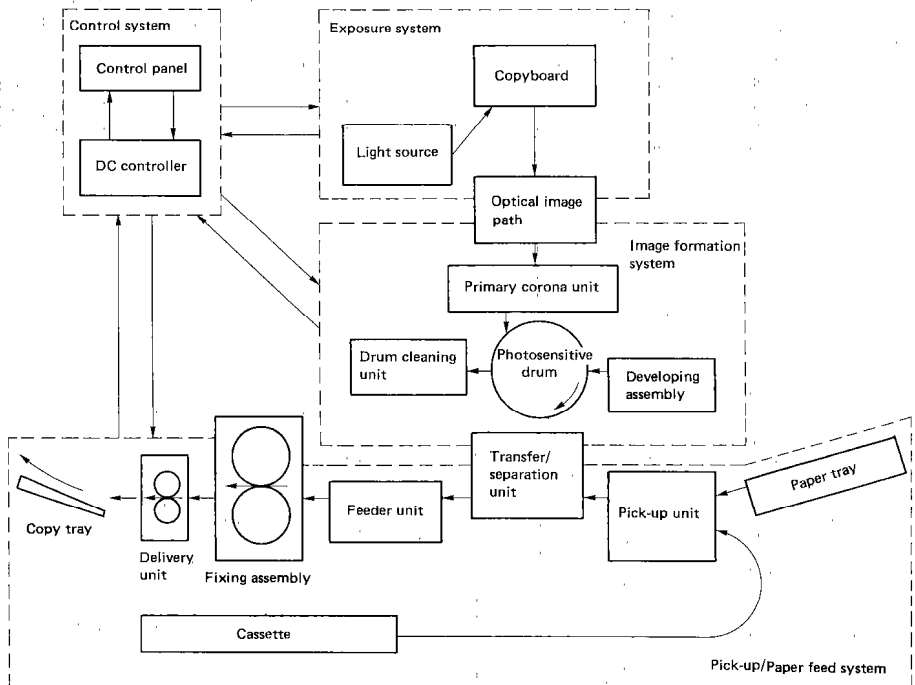 Control system
Control panel
DC controller
Exposure system
Copyboard
Light source
Optical image
path
Image formation
system
Primary corona unit
Photosensitive
drum
Drum cleaning
unit
Developing
assembly
Transfer/
separation
unit
Paper tray
Pick-up unit
Feeder unit
Fixing assembly
Delivery
unit
Copy tray
Cassette
Pick-up/Paper feed system